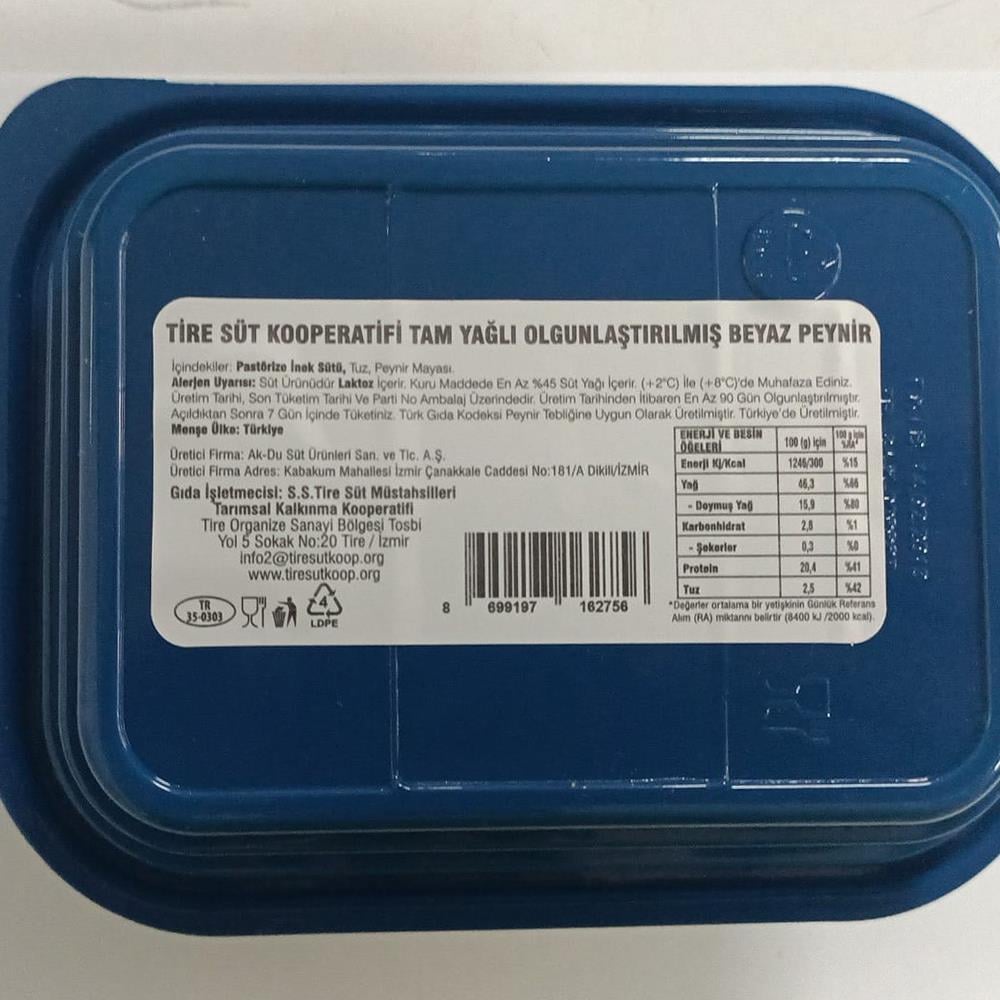 TİRE SÜT KOOPERATİFİ TAM YAĞLI OLGUNLAŞTIRILMIŞ BEYAZ PEYNİR
İçindekiler: Pastörize İnek Sütü, Tuz, Peynir Mayası.
Alerjen Uyarısı: Süt Ürünüdür Laktoz İçerir. Kuru Maddede En Az %45 Süt Yağı İçerir. (+2°C) İle (+8°C)'de Muhafaza Ediniz.
Üretim Tarihi, Son Tüketim Tarihi Ve Parti No Ambalaj Üzerindedir. Üretim Tarihinden İtibaren En Az 90 Gün Olgunlaştırılmıştır.
Açıldıktan Sonra 7 Gün İçinde Tüketiniz. Türk Gıda Kodeksi Peynir Tebliğine Uygun Olarak Üretilmiştir. Türkiye'de Üretilmiştir.
Menşe Ülke: Türkiye
Üretici Firma: Ak-Du Süt Ürünleri San. ve Tic. A.Ş.
Üretici Firma Adres: Kabakum Mahallesi İzmir Çanakkale Caddesi No:181/A Dikili/İZMİR
Gıda İşletmecisi: S.S.Tire Süt Müstahsilleri
Tarımsal Kalkınma Kooperatifi
Tire Organize Sanayi Bölgesi Tosbi
Yol 5 Sokak No:20 Tire / İzmir
info2@tiresutkoop.org
www.tiresutkoop.org
TR
35-0303
4
LDPE
8 699197 162756
ENERJİ VE BESİN ÖGELERİ 100 (g) için 100 g için %RA*
Enerji Kj/Kcal 1246/300 %15
Yağ 46,3 %66
- Doymuş Yağ 15,9 %80
Karbonhidrat 2,8 %1
- Şekerler 0,3 %0
Protein 20,4 %41
Tuz 2,5 %42
*Değerler ortalama bir yetişkinin Günlük Referans
Alım (RA) miktarını belirtir (8400 kJ /2000 kcal).